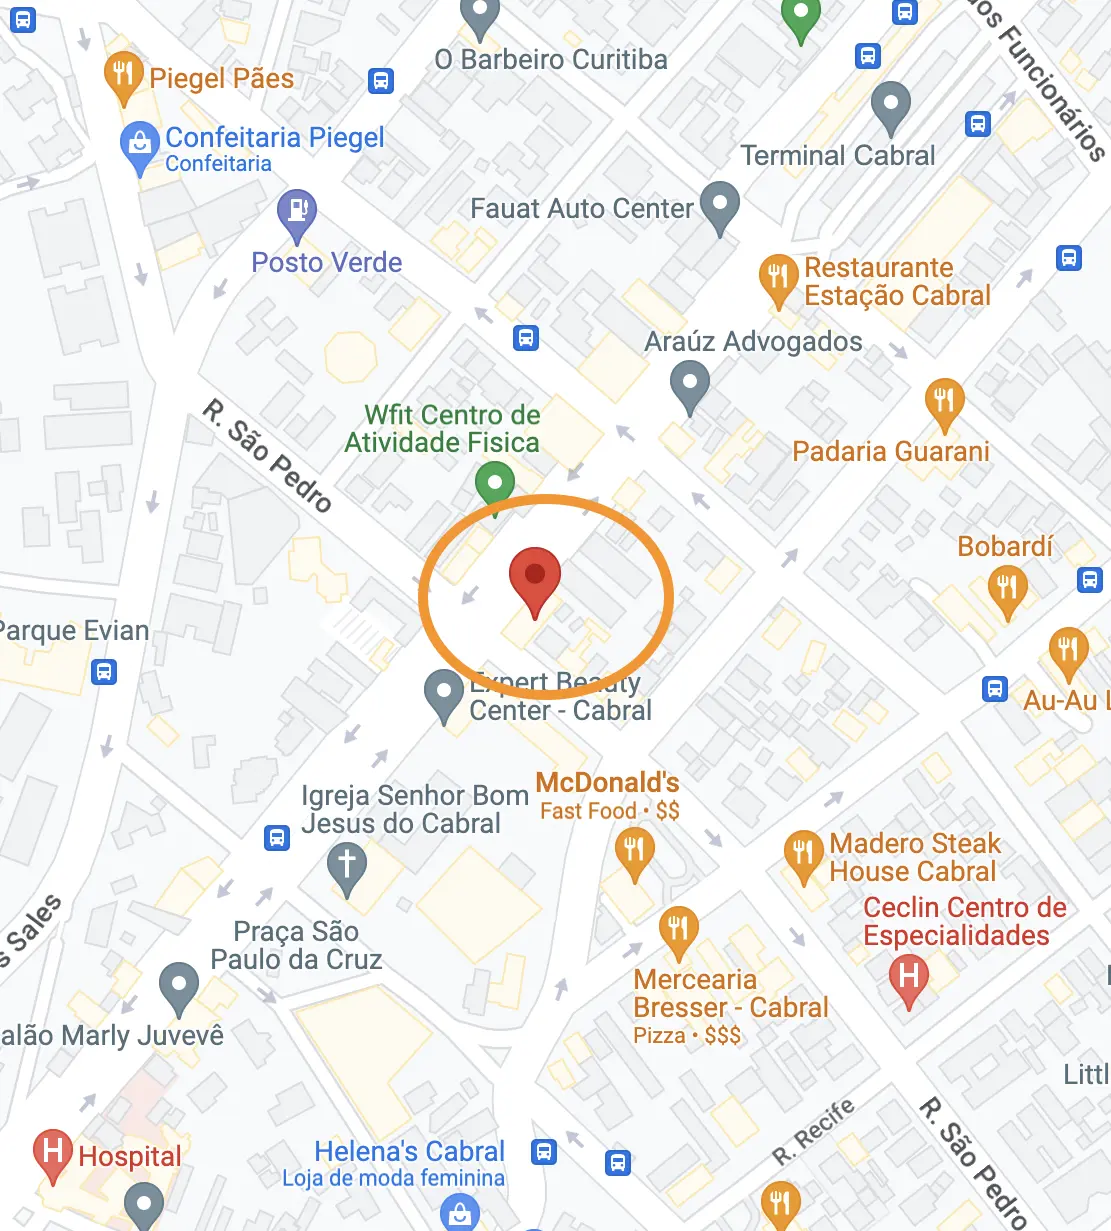 dos Funcionários
O Barbeiro Curitiba
Piegel Pães
Confeitaria Piegel
Confeitaria
Terminal Cabral
Fauat Auto Center
Posto Verde
Restaurante
Estação Cabral
Araúz Advogados
R. São Pedro
Wfit Centro de
Atividade Fisica
Padaria Guarani
Bobardí
Parque Evian
Expert Beauty
Center - Cabral
Au-Au L
McDonald's
Fast Food • $$
Igreja Senhor Bom
Jesus do Cabral
Madero Steak
House Cabral
s Sales
Ceclin Centro de
Especialidades
H
Praça São
Paulo da Cruz
Mercearia
Bresser - Cabral
Pizza • $$$
alão Marly Juvevê
Littl
R. Recife
R. São Pedro
H
Hospital
Helena's Cabral
Loja de moda feminina